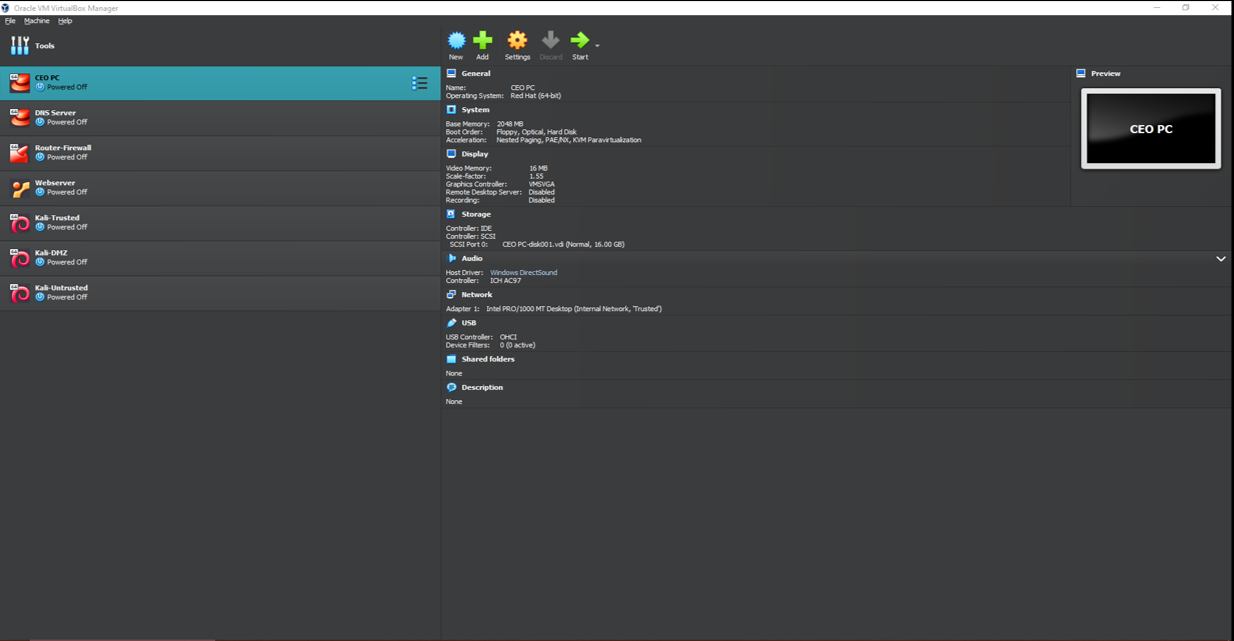 Oracle VM VirtualBox Manager
File Machine Help
Tools
CEO PC
Powered Off
DNS Server
Powered Off
Router-Firewall
Powered Off
Webserver
Powered Off
Kali-Trusted
Powered Off
Kali-DMZ
Powered Off
Kali-Untrusted
Powered Off
New Add Settings Discard Start
General
Name: CEO PC
Operating System: Red Hat (64-bit)
System
Base Memory: 2048 MB
Boot Order: Floppy, Optical, Hard Disk
Acceleration: Nested Paging, PAE/NX, KVM Paravirtualization
Display
Video Memory: 16 MB
Scale-factor: 1.55
Graphics Controller: VMSVGA
Remote Desktop Server: Disabled
Recording: Disabled
Storage
Controller: IDE
Controller: SCSI
SCSI Port 0: CEO PC-disk001.vdi (Normal, 16.00 GB)
Audio
Host Driver: Windows DirectSound
Controller: ICH AC97
Network
Adapter 1: Intel PRO/1000 MT Desktop (Internal Network, 'Trusted')
USB
USB Controller: OHCI
Device Filters: 0 (0 active)
Shared folders
None
Description
None
Preview
CEO PC